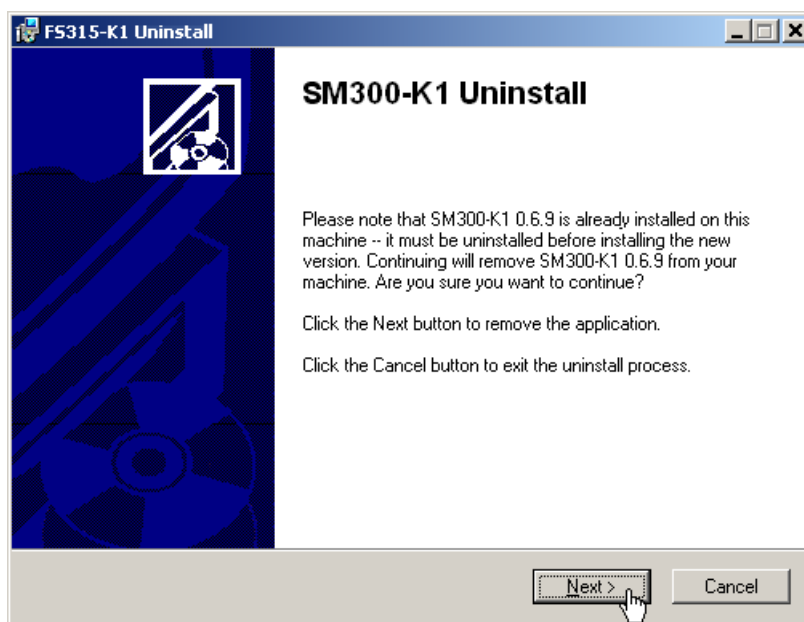 FS315-K1 Uninstall
SM300-K1 Uninstall
Please note that SM300-K1 0.6.9 is already installed on this
machine -- it must be uninstalled before installing the new
version. Continuing will remove SM300-K1 0.6.9 from your
machine. Are you sure you want to continue?
Click the Next button to remove the application.
Click the Cancel button to exit the uninstall process.
Next >
Cancel